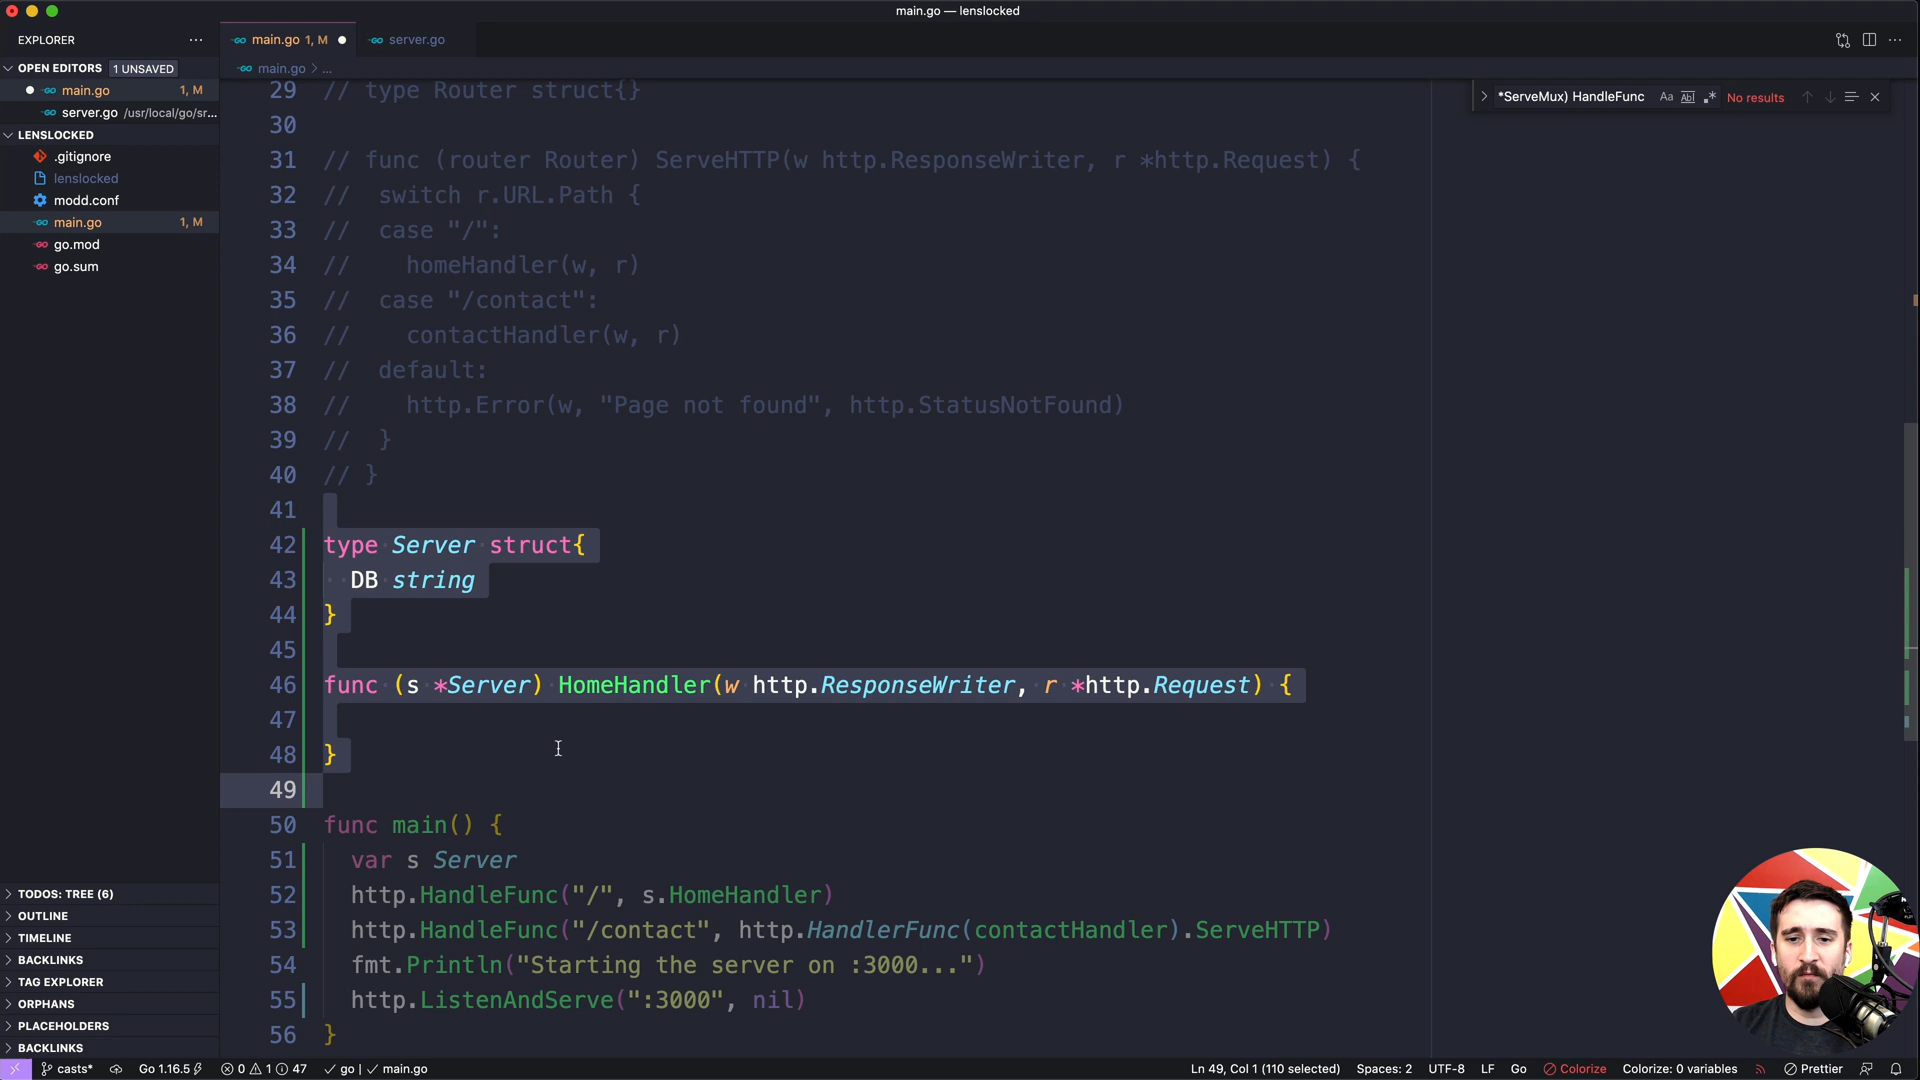 main.go — lenslocked
EXPLORER ···
main.go 1, M ●
server.go
OPEN EDITORS 1 UNSAVED
main.go > ...
main.go 1, M
server.go /usr/local/go/sr...
LENSLOCKED
.gitignore
lenslocked
modd.conf
main.go 1, M
go.mod
go.sum
*ServeMux) HandleFunc Aa Abl .* No results
29 // type Router struct{}
30
31 // func (router Router) ServeHTTP(w http.ResponseWriter, r *http.Request) {
32 //  switch r.URL.Path {
33 //  case "/":
34 //    homeHandler(w, r)
35 //  case "/contact":
36 //    contactHandler(w, r)
37 //  default:
38 //    http.Error(w, "Page not found", http.StatusNotFound)
39 //  }
40 // }
41
42 type Server struct{
43   DB string
44 }
45
46 func (s *Server) HomeHandler(w http.ResponseWriter, r *http.Request) {
47
48 }
49
50 func main() {
51   var s Server
52   http.HandleFunc("/", s.HomeHandler)
53   http.HandleFunc("/contact", http.HandlerFunc(contactHandler).ServeHTTP)
54   fmt.Println("Starting the server on :3000...")
55   http.ListenAndServe(":3000", nil)
56 }
TODOS: TREE (6)
OUTLINE
TIMELINE
BACKLINKS
TAG EXPLORER
ORPHANS
PLACEHOLDERS
BACKLINKS
casts* Go 1.16.5 0 1 47 go | main.go Ln 49, Col 1 (110 selected) Spaces: 2 UTF-8 LF Go Colorize Colorize: 0 variables Prettier